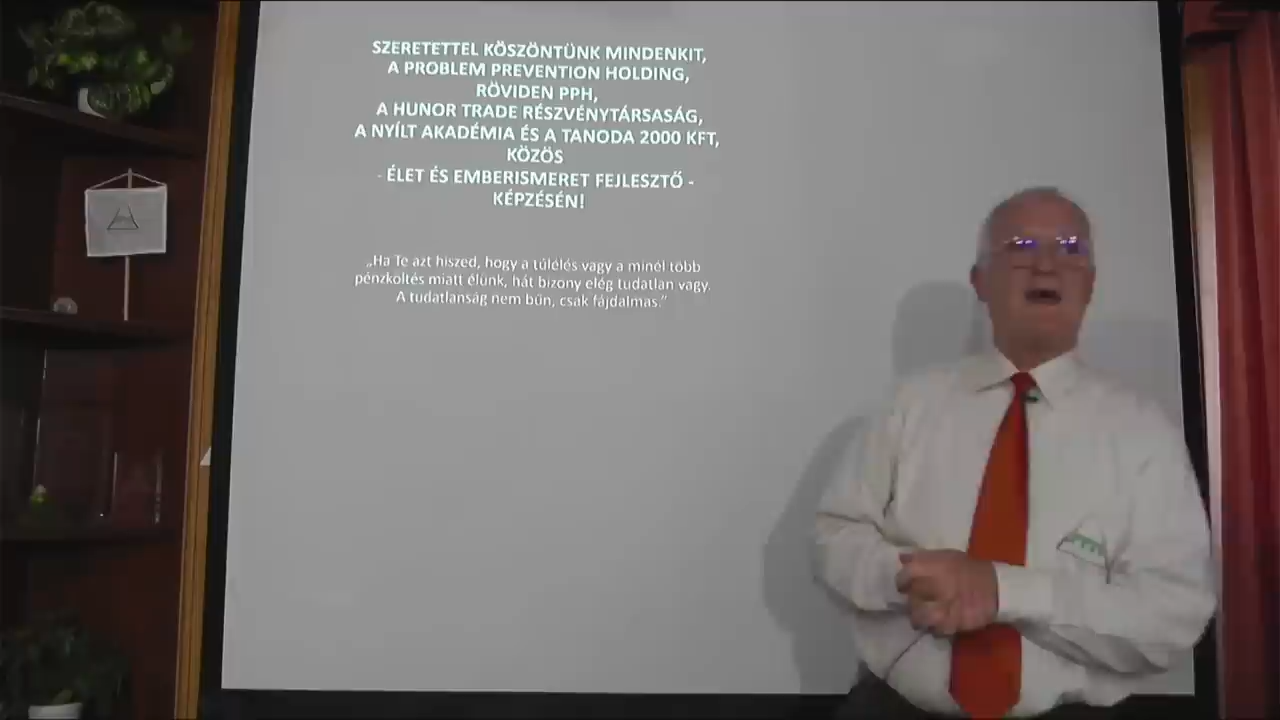 SZERETETTEL KÖSZÖNTÜNK MINDENKIT,
A PROBLEM PREVENTION HOLDING,
RÖVIDEN PPH,
A HUNOR TRADE RÉSZVÉNYTÁRSASÁG,
A NYÍLT AKADÉMIA ÉS A TANODA 2000 KFT,
KÖZÖS
- ÉLET ÉS EMBERISMERET FEJLESZTŐ -
KÉPZÉSÉN!
„Ha Te azt hiszed, hogy a túlélés vagy a minél több
pénzköltés miatt élünk, hát bizony elég tudatlan vagy.
A tudatlanság nem bűn, csak fájdalmas.”